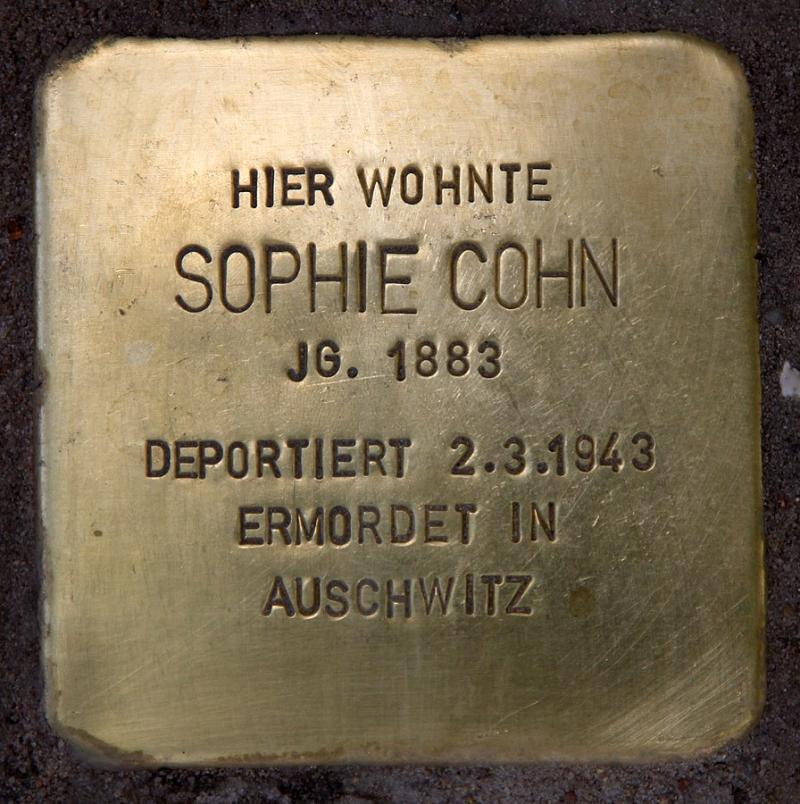 HIER WOHNTE
SOPHIE COHN
JG. 1883
DEPORTIERT 2.3.1943
ERMORDET IN
AUSCHWITZ